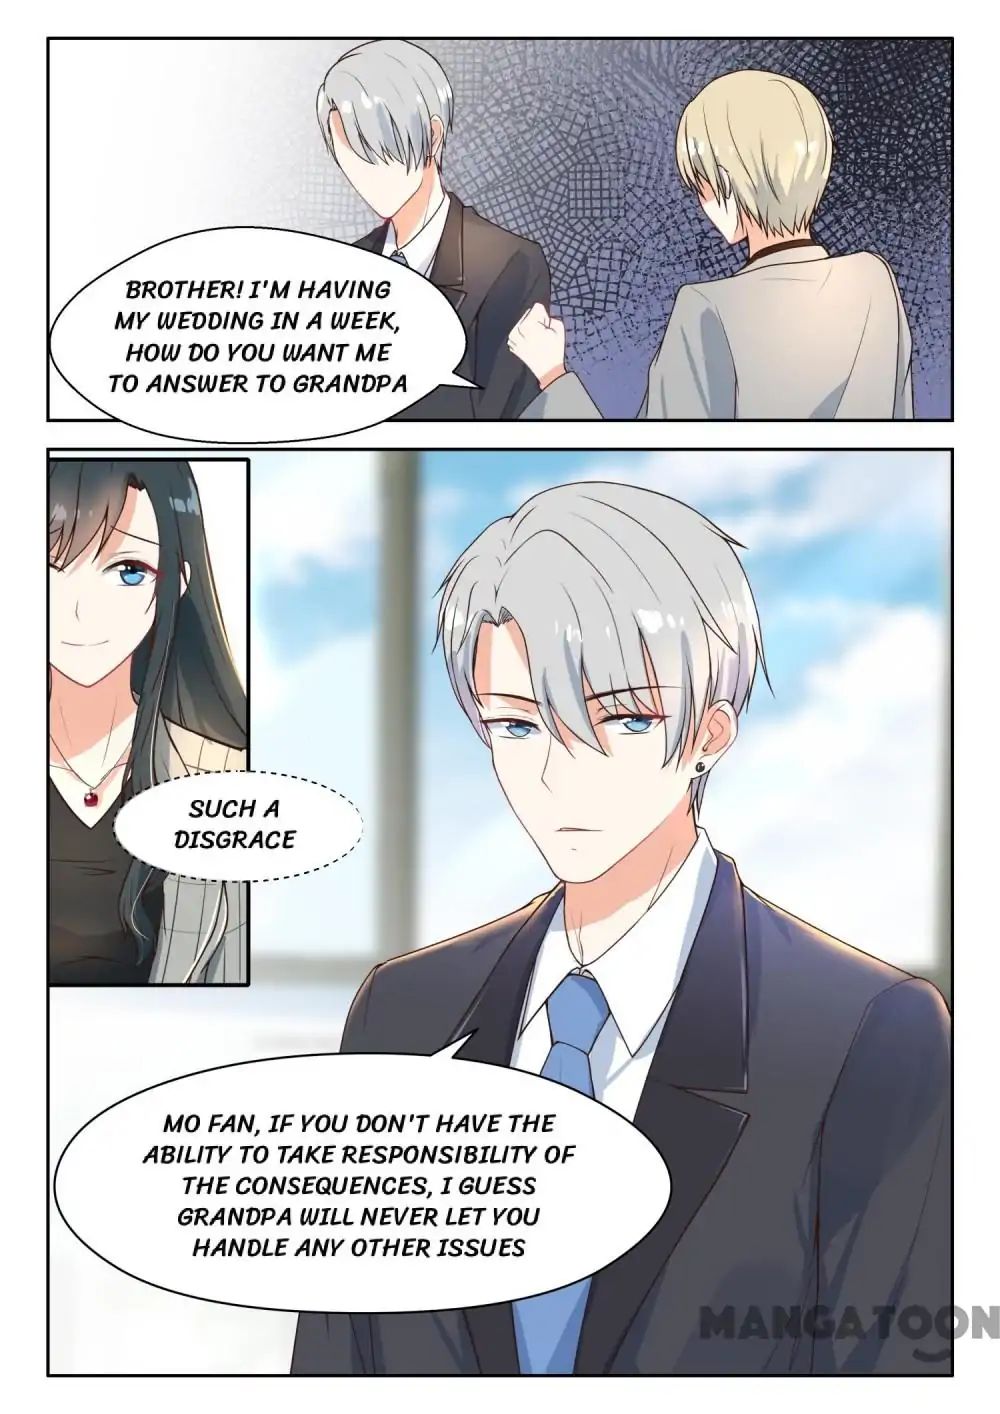 BROTHER! I'M HAVING
MY WEDDING IN A WEEK,
HOW DO YOU WANT ME
TO ANSWER TO GRANDPA
SUCH A
DISGRACE
MO FAN, IF YOU DON'T HAVE THE
ABILITY TO TAKE RESPONSIBILITY OF
THE CONSEQUENCES, I GUESS
GRANDPA WILL NEVER LET YOU
HANDLE ANY OTHER ISSUES
MANGATOON